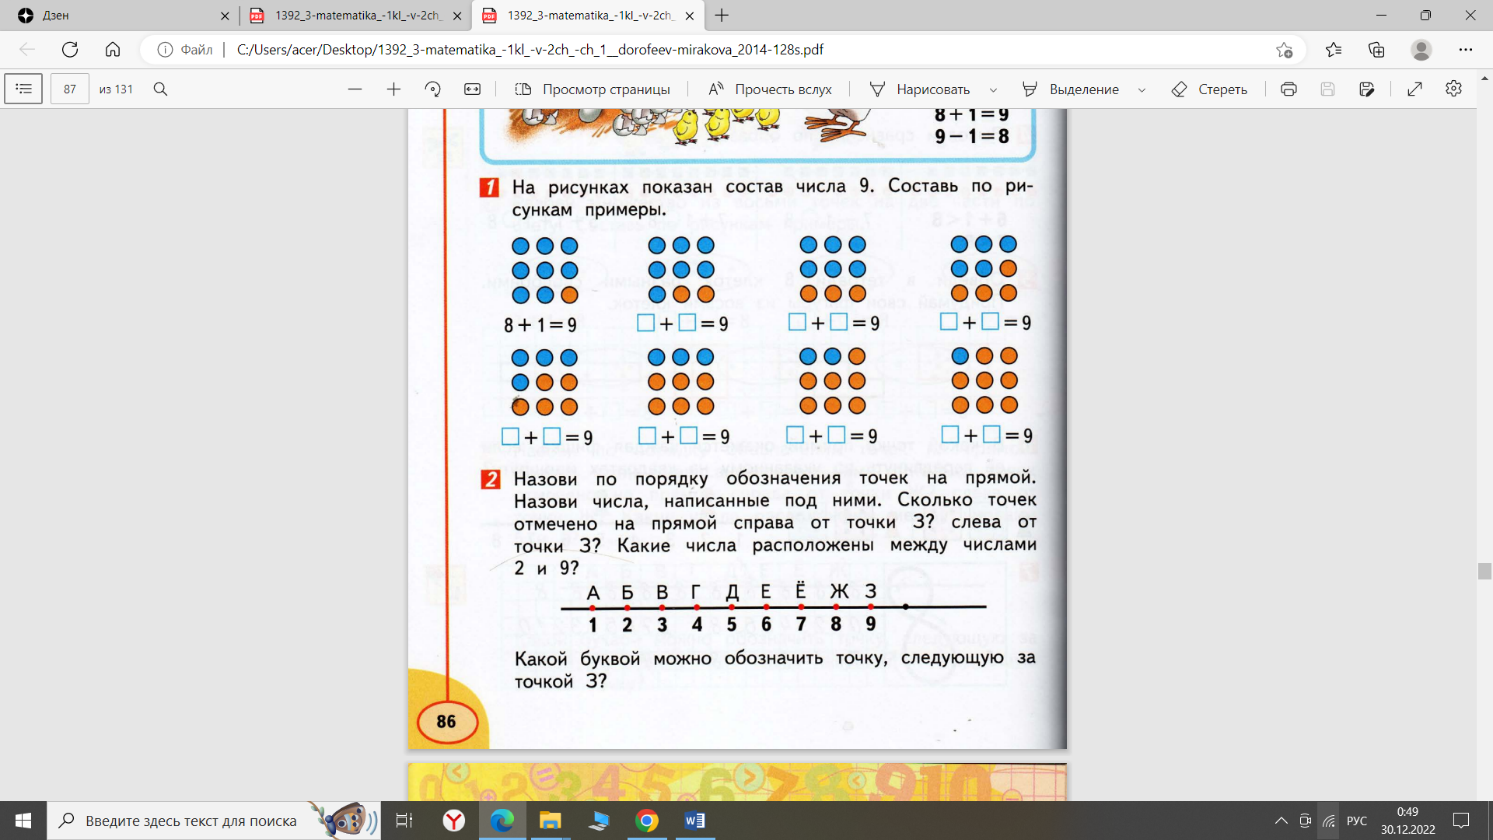 Дзен
1392_3-matematika_-1kl_-v-2ch_
1392_3-matematika_-1kl_-v-2ch_
Файл C:/Users/acer/Desktop/1392_3-matematika_-1kl_-v-2ch_-ch_1__dorofeev-mirakova_2014-128s.pdf
87 из 131 Просмотр страницы Прочесть вслух Нарисовать Выделение Стереть
8 + 1 = 9
9 − 1 = 8
1 На рисунках показан состав числа 9. Составь по ри-
сункам примеры.
8 + 1 = 9 □ + □ = 9 □ + □ = 9 □ + □ = 9
□ + □ = 9 □ + □ = 9 □ + □ = 9 □ + □ = 9
2 Назови по порядку обозначения точек на прямой.
Назови числа, написанные под ними. Сколько точек
отмечено на прямой справа от точки З? слева от
точки З? Какие числа расположены между числами
2 и 9?
А Б В Г Д Е Ё Ж З
1 2 3 4 5 6 7 8 9
Какой буквой можно обозначить точку, следующую за
точкой З?
86
Введите здесь текст для поиска
РУС
0:49
30.12.2022